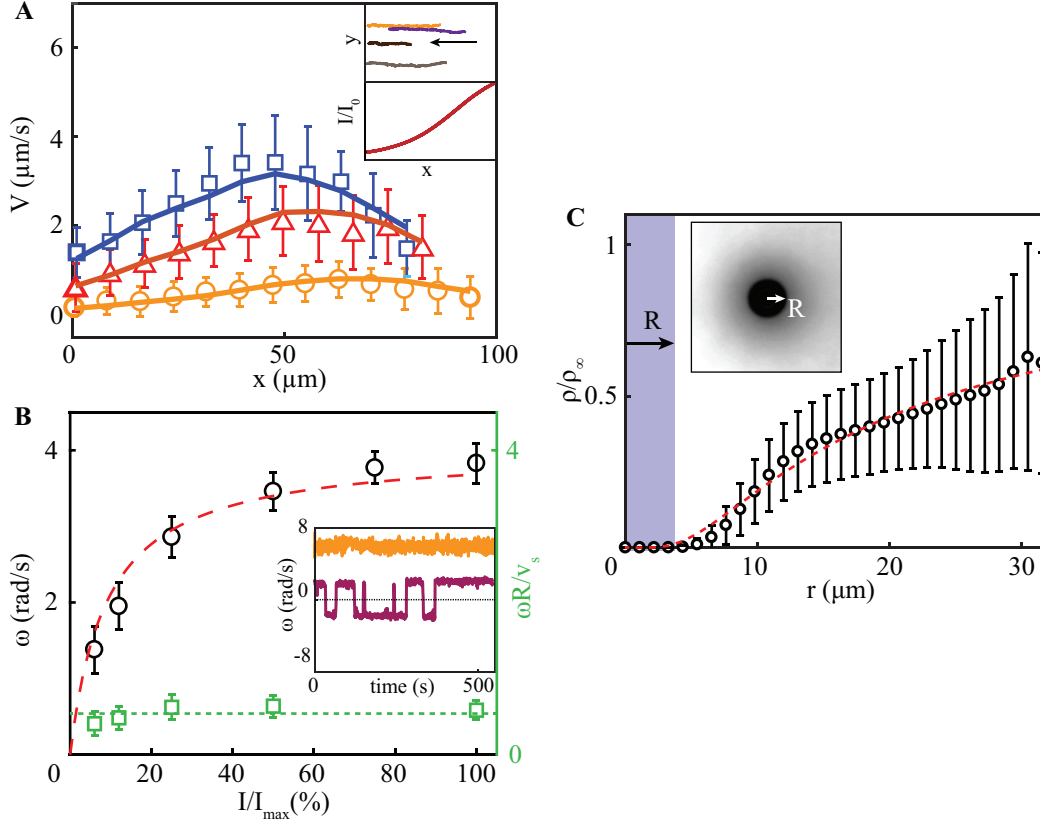 A
6
4
2
0
V (μm/s)
0
50
100
x (μm)
y
I/I0
x
B
4
2
0
ω (rad/s)
0
20
40
60
80
100
I/Imax(%)
4
0
ωR/vs
8
0
-8
ω (rad/s)
0
500
time (s)
C
1
0.5
0
ρ/ρ∞
R
R
0
10
20
30
r (μm)